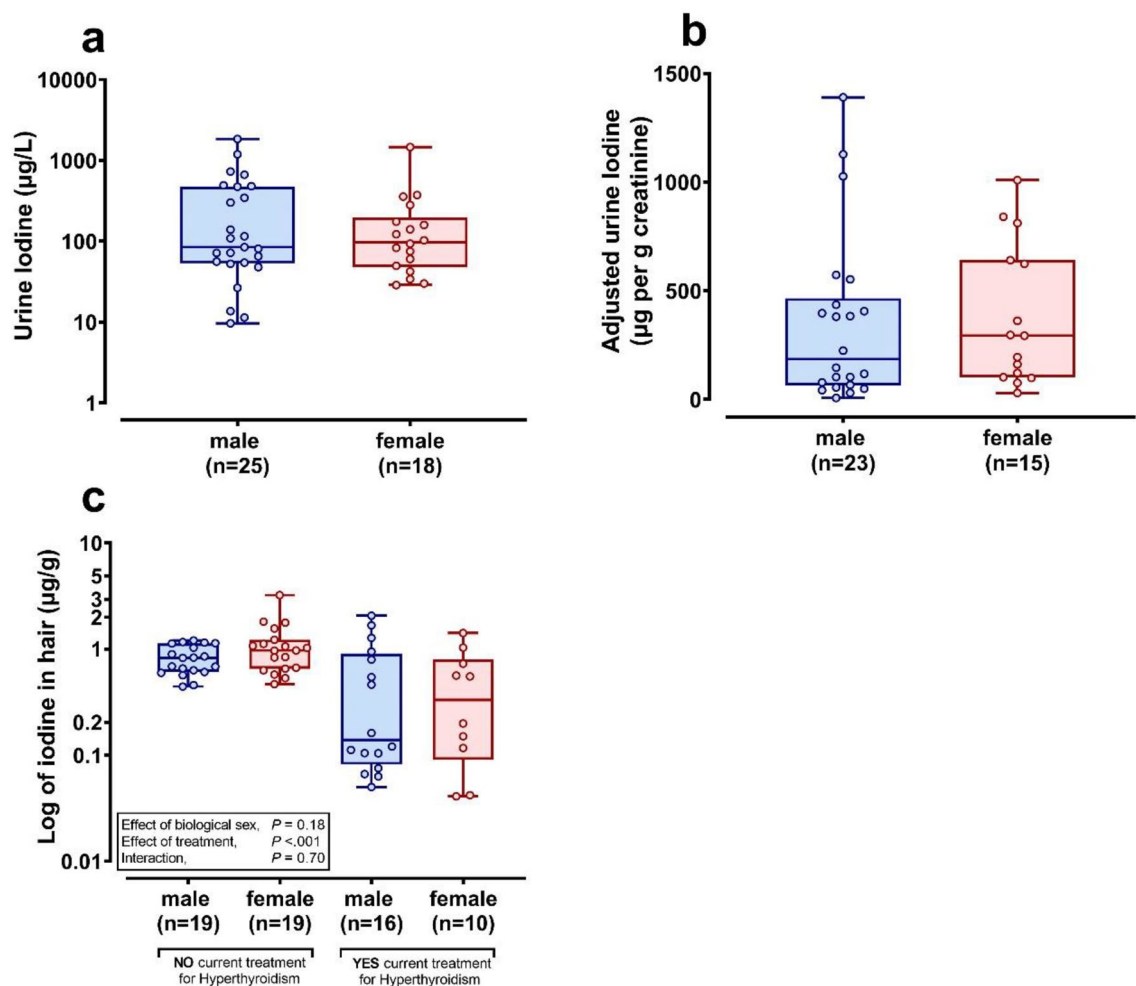 a
Urine Iodine (µg/L)
10000
1000
100
10
1
male
(n=25)
female
(n=18)
b
Adjusted urine Iodine
(µg per g creatinine)
1500
1000
500
0
male
(n=23)
female
(n=15)
c
Log of iodine in hair (µg/g)
10
5
3
2
1
0.2
0.1
0.01
Effect of biological sex, P = 0.18
Effect of treatment, P <.001
Interaction, P = 0.70
male
(n=19)
female
(n=19)
male
(n=16)
female
(n=10)
NO current treatment
for Hyperthyroidism
YES current treatment
for Hyperthyroidism